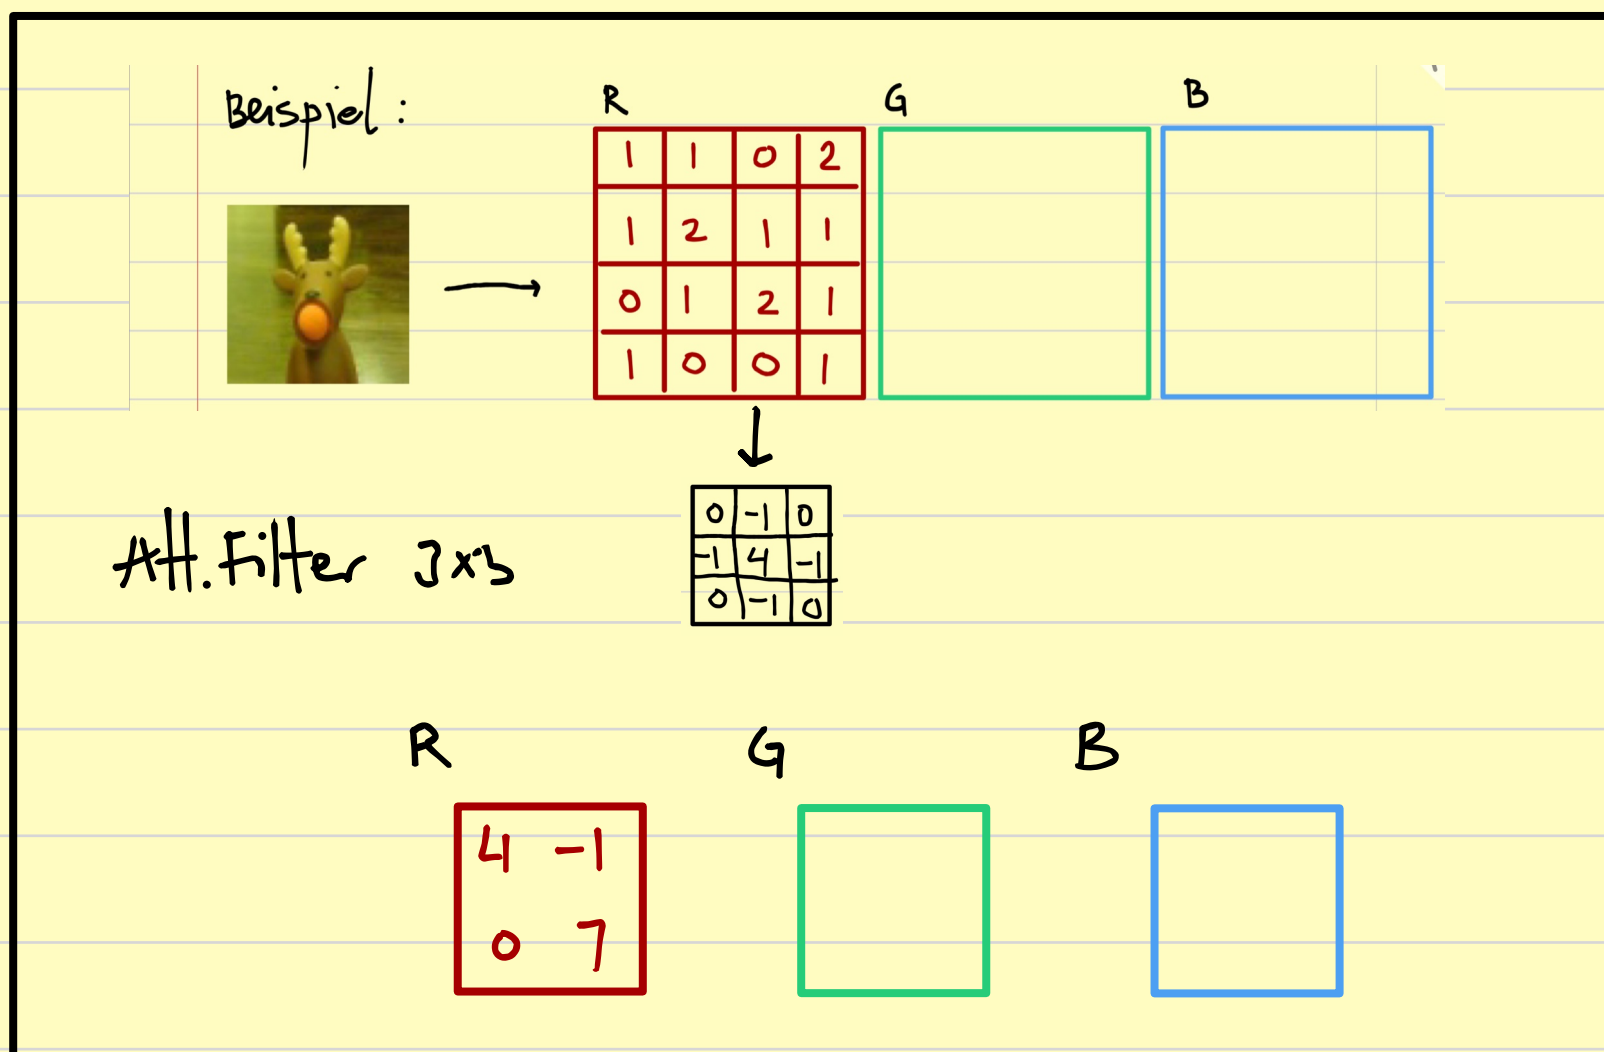 Beispiel:
R G B
1 1 0 2
1 2 1 1
0 1 2 1
1 0 0 1
0 -1 0
-1 4 -1
0 -1 0
Att. Filter 3x3
R G B
4 -1
0 7